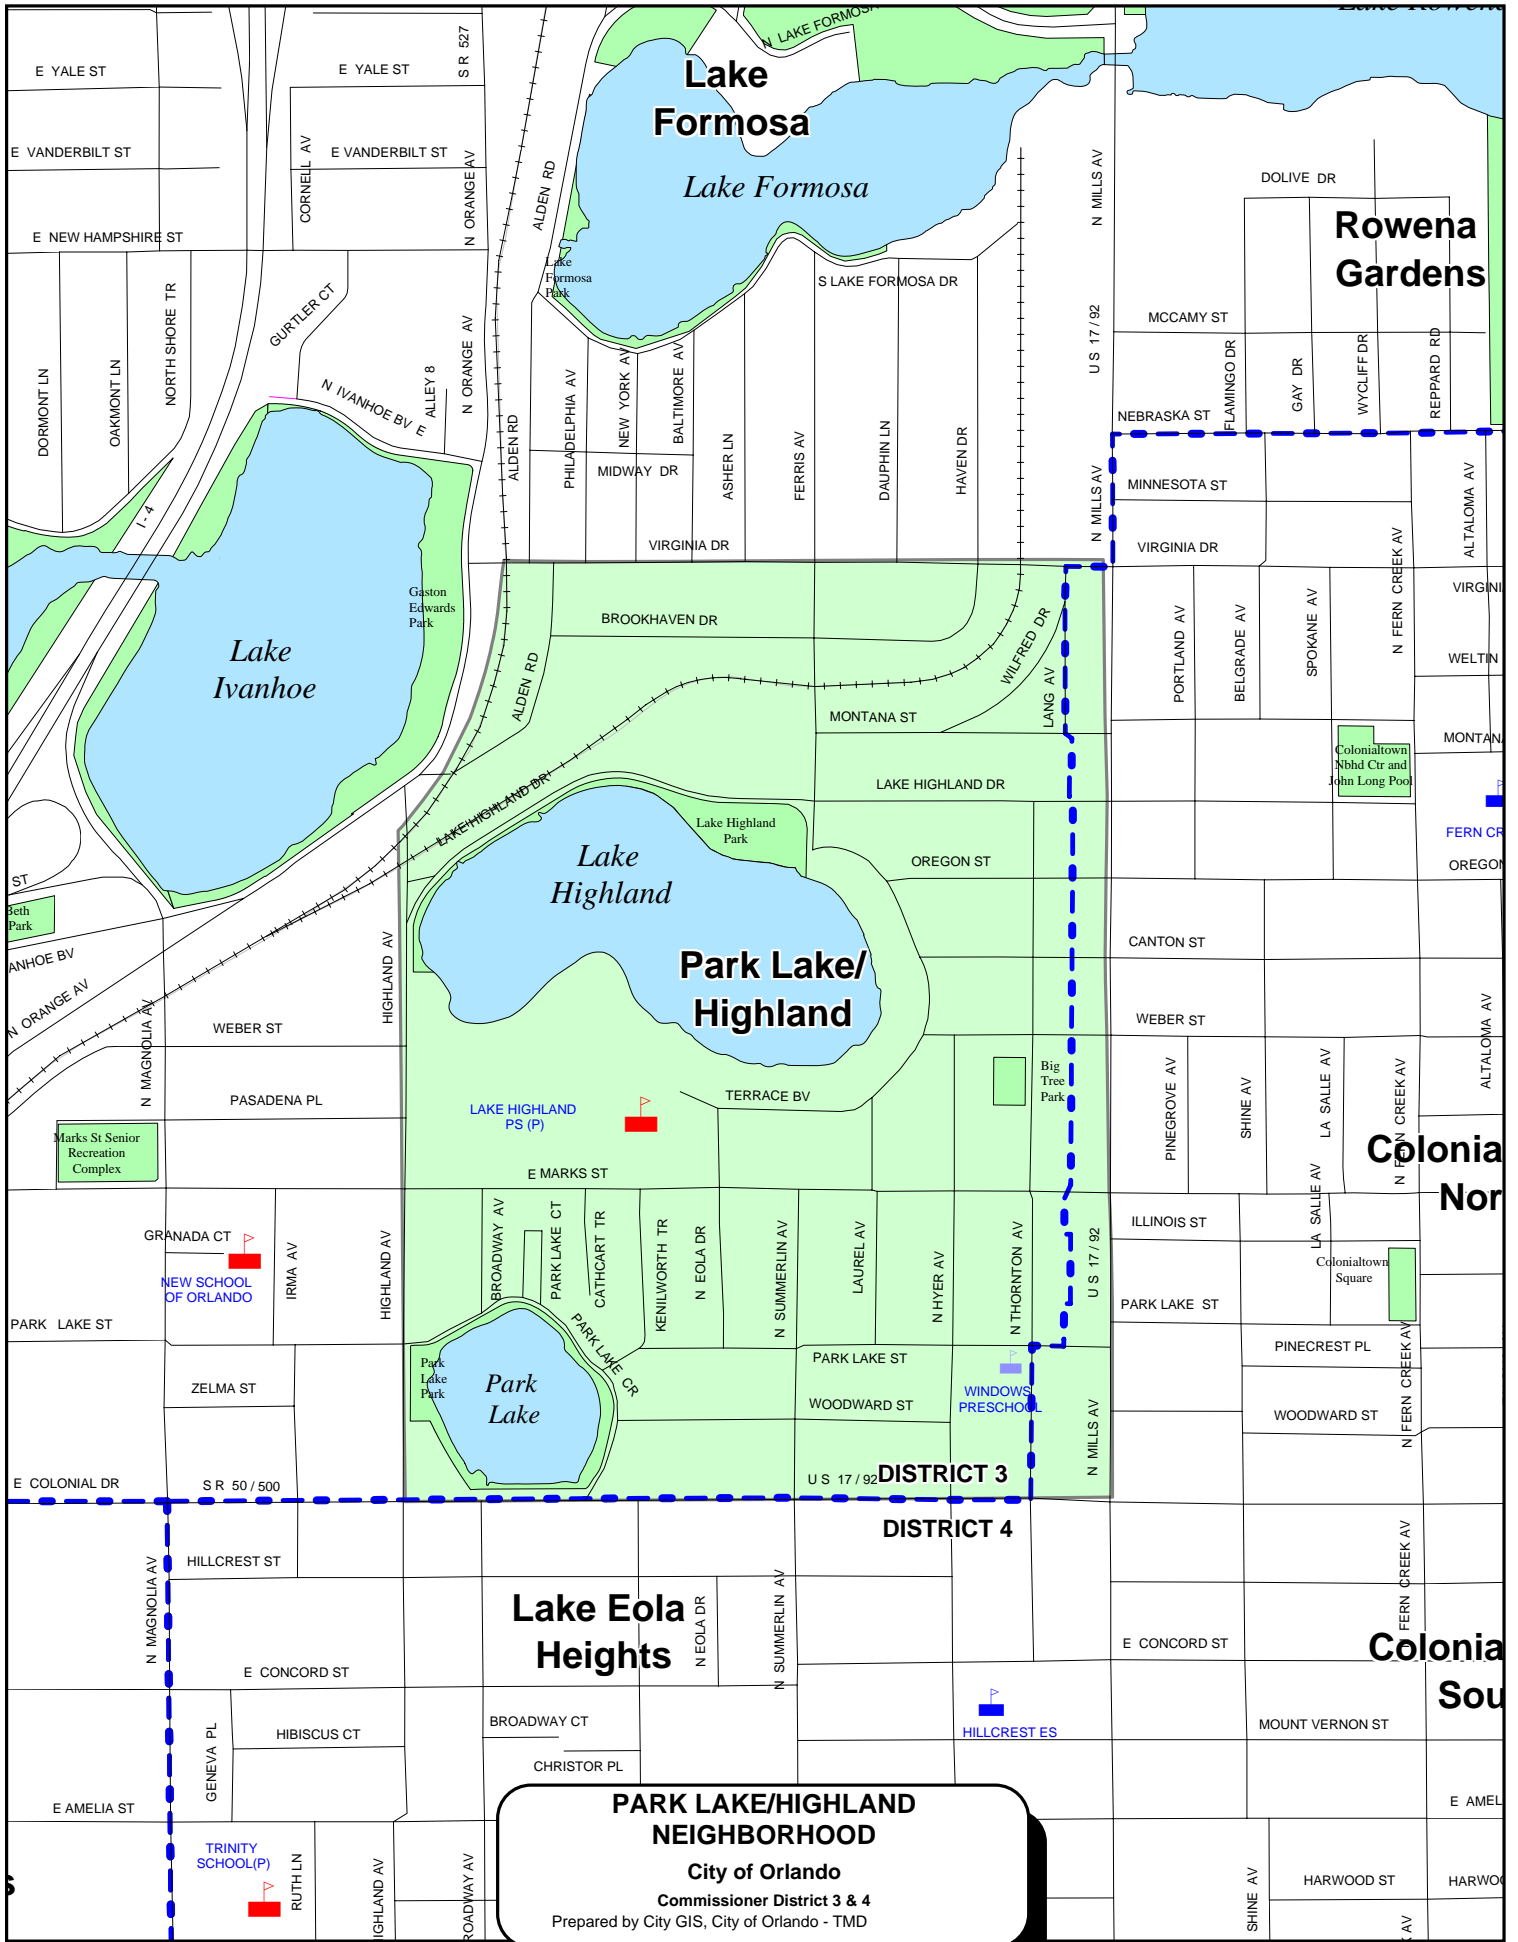 Lake Rowena
N LAKE FORMOSA
S R 527
E YALE ST
E YALE ST
Lake
Formosa
E VANDERBILT ST
CORNELL AV
E VANDERBILT ST
N ORANGE AV
ALDEN RD
Lake Formosa
N MILLS AV
DOLIVE DR
Rowena
Gardens
E NEW HAMPSHIRE ST
Lake
Formosa
Park
S LAKE FORMOSA DR
DORMONT LN
OAKMONT LN
NORTH SHORE TR
GURTLER CT
N IVANHOE BV E
ALLEY 8
N ORANGE AV
PHILADELPHIA AV
NEW YORK AV
BALTIMORE AV
U S 17 / 92
MCCAMY ST
FLAMINGO DR
GAY DR
WYCLIFF DR
REPPARD RD
NEBRASKA ST
ALDEN RD
MIDWAY DR
ASHER LN
FERRIS AV
DAUPHIN LN
HAVEN DR
N MILLS AV
MINNESOTA ST
ALTALOMA AV
I - 4
VIRGINIA DR
VIRGINIA DR
N FERN CREEK AV
VIRGINI
Gaston
Edwards
Park
BROOKHAVEN DR
WILFRED DR
PORTLAND AV
BELGRADE AV
SPOKANE AV
WELTIN
Lake
Ivanhoe
ALDEN RD
LANG AV
MONTANA ST
MONTAN
Colonialtown
Nbhd Ctr and
John Long Pool
LAKE HIGHLAND DR
LAKE HIGHLAND DR
Lake Highland
Park
FERN CR
Lake
Highland
OREGON ST
OREGON
ST
Beth
Park
ANHOE BV
N ORANGE AV
HIGHLAND AV
Park Lake/
Highland
CANTON ST
N MAGNOLIA AV
WEBER ST
WEBER ST
ALTALOMA AV
PASADENA PL
LAKE HIGHLAND
PS (P)
TERRACE BV
Big
Tree
Park
PINEGROVE AV
SHINE AV
LA SALLE AV
N FERN CREEK AV
Marks St Senior
Recreation
Complex
E MARKS ST
Colonia
Nor
GRANADA CT
NEW SCHOOL
OF ORLANDO
IRMA AV
HIGHLAND AV
BROADWAY AV
PARK LAKE CT
CATHCART TR
KENILWORTH TR
N EOLA DR
N SUMMERLIN AV
LAUREL AV
N HYER AV
N THORNTON AV
U S 17 / 92
ILLINOIS ST
LA SALLE AV
Colonialtown
Square
PARK LAKE ST
PARK LAKE ST
PARK LAKE CR
PARK LAKE ST
PINECREST PL
Park
Lake
Park
Park
Lake
ZELMA ST
WINDOWS
PRESCHOOL
WOODWARD ST
WOODWARD ST
N FERN CREEK AV
N MILLS AV
E COLONIAL DR
S R 50 / 500
U S 17 / 92
DISTRICT 3
DISTRICT 4
N MAGNOLIA AV
HILLCREST ST
Lake Eola
Heights
N EOLA DR
N SUMMERLIN AV
E CONCORD ST
E CONCORD ST
N FERN CREEK AV
Colonia
Sou
GENEVA PL
HIBISCUS CT
BROADWAY CT
CHRISTOR PL
HILLCREST ES
MOUNT VERNON ST
E AMELIA ST
E AMEL
PARK LAKE/HIGHLAND
NEIGHBORHOOD
City of Orlando
Commissioner District 3 & 4
Prepared by City GIS, City of Orlando - TMD
TRINITY
SCHOOL(P)
RUTH LN
HIGHLAND AV
ROADWAY AV
s
SHINE AV
HARWOOD ST
HARWOO
AV